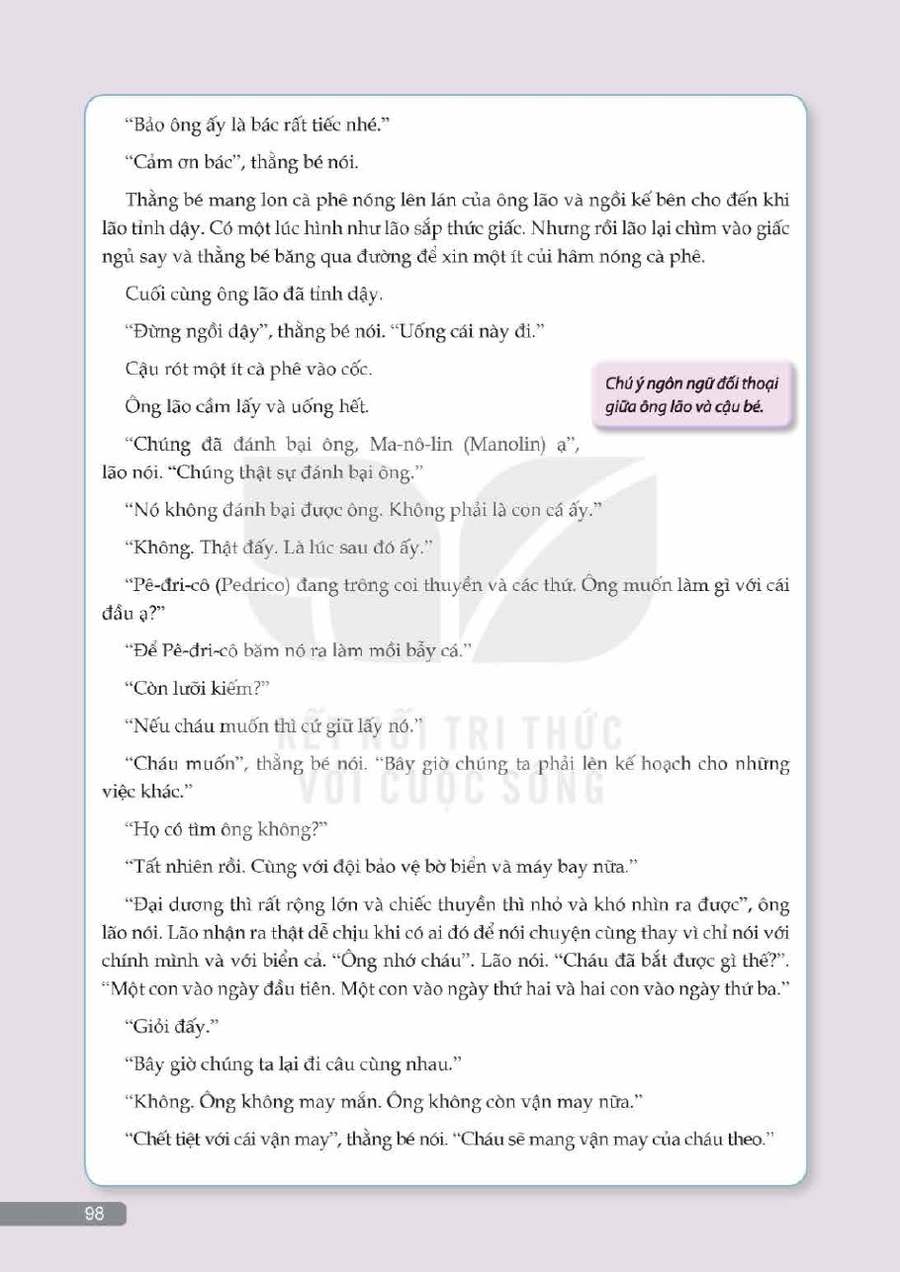 “Bảo ông ấy là bác rất tiếc nhé.”
“Cảm ơn bác”, thằng bé nói.
Thằng bé mang lon cà phê nóng lên lán của ông lão và ngồi kế bên cho đến khi
lão tỉnh dậy. Có một lúc hình như lão sắp thức giấc. Nhưng rồi lão lại chìm vào giấc
ngủ say và thằng bé băng qua đường để xin một ít củi hâm nóng cà phê.
Cuối cùng ông lão đã tỉnh dậy.
“Đừng ngồi dậy”, thằng bé nói. “Uống cái này đi.”
Cậu rót một ít cà phê vào cốc.
Ông lão cầm lấy và uống hết.
Chú ý ngôn ngữ đối thoại
giữa ông lão và cậu bé.
“Chúng đã đánh bại ông, Ma-nô-lin (Manolin) ạ”,
lão nói. “Chúng thật sự đánh bại ông.”
“Nó không đánh bại được ông. Không phải là con cá ấy.”
“Không. Thật đấy. Là lúc sau đó ấy.”
“Pê-đri-cô (Pedrico) đang trông coi thuyền và các thứ. Ông muốn làm gì với cái
đầu ạ?”
“Để Pê-đri-cô băm nó ra làm mồi bẫy cá.”
“Còn lưỡi kiếm?”
“Nếu cháu muốn thì cứ giữ lấy nó.”
KẾT NỐI TRI THỨC
VỚI CUỘC SỐNG
“Cháu muốn”, thằng bé nói. “Bây giờ chúng ta phải lên kế hoạch cho những
việc khác.”
“Họ có tìm ông không?”
“Tất nhiên rồi. Cùng với đội bảo vệ bờ biển và máy bay nữa.”
“Đại dương thì rất rộng lớn và chiếc thuyền thì nhỏ và khó nhìn ra được”, ông
lão nói. Lão nhận ra thật dễ chịu khi có ai đó để nói chuyện cùng thay vì chỉ nói với
chính mình và với biển cả. “Ông nhớ cháu”. Lão nói. “Cháu đã bắt được gì thế?”.
“Một con vào ngày đầu tiên. Một con vào ngày thứ hai và hai con vào ngày thứ ba.”
“Giỏi đấy.”
“Bây giờ chúng ta lại đi câu cùng nhau.”
“Không. Ông không may mắn. Ông không còn vận may nữa.”
“Chết tiệt với cái vận may”, thằng bé nói. “Cháu sẽ mang vận may của cháu theo.”
98